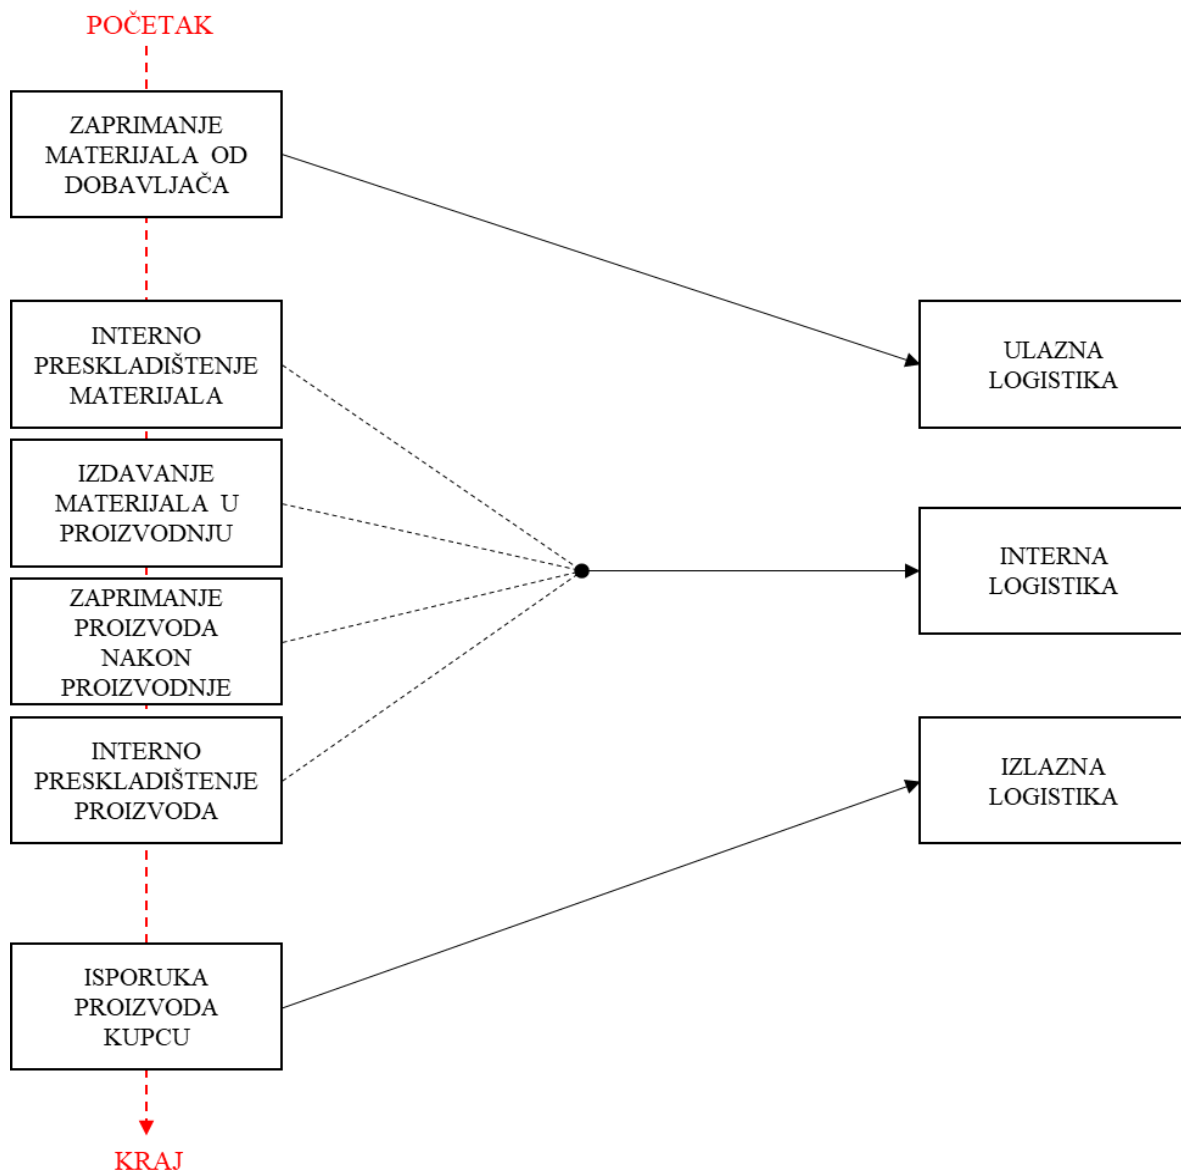 POČETAK
ZAPRIMANJE
MATERIJALA OD
DOBAVLJAČA
INTERNO
PRESKLADIŠTENJE
MATERIJALA
IZDAVANJE
MATERIJALA U
PROIZVODNJU
ZAPRIMANJE
PROIZVODA
NAKON
PROIZVODNJE
INTERNO
PRESKLADIŠTENJE
PROIZVODA
ISPORUKA
PROIZVODA
KUPCU
KRAJ
ULAZNA
LOGISTIKA
INTERNA
LOGISTIKA
IZLAZNA
LOGISTIKA